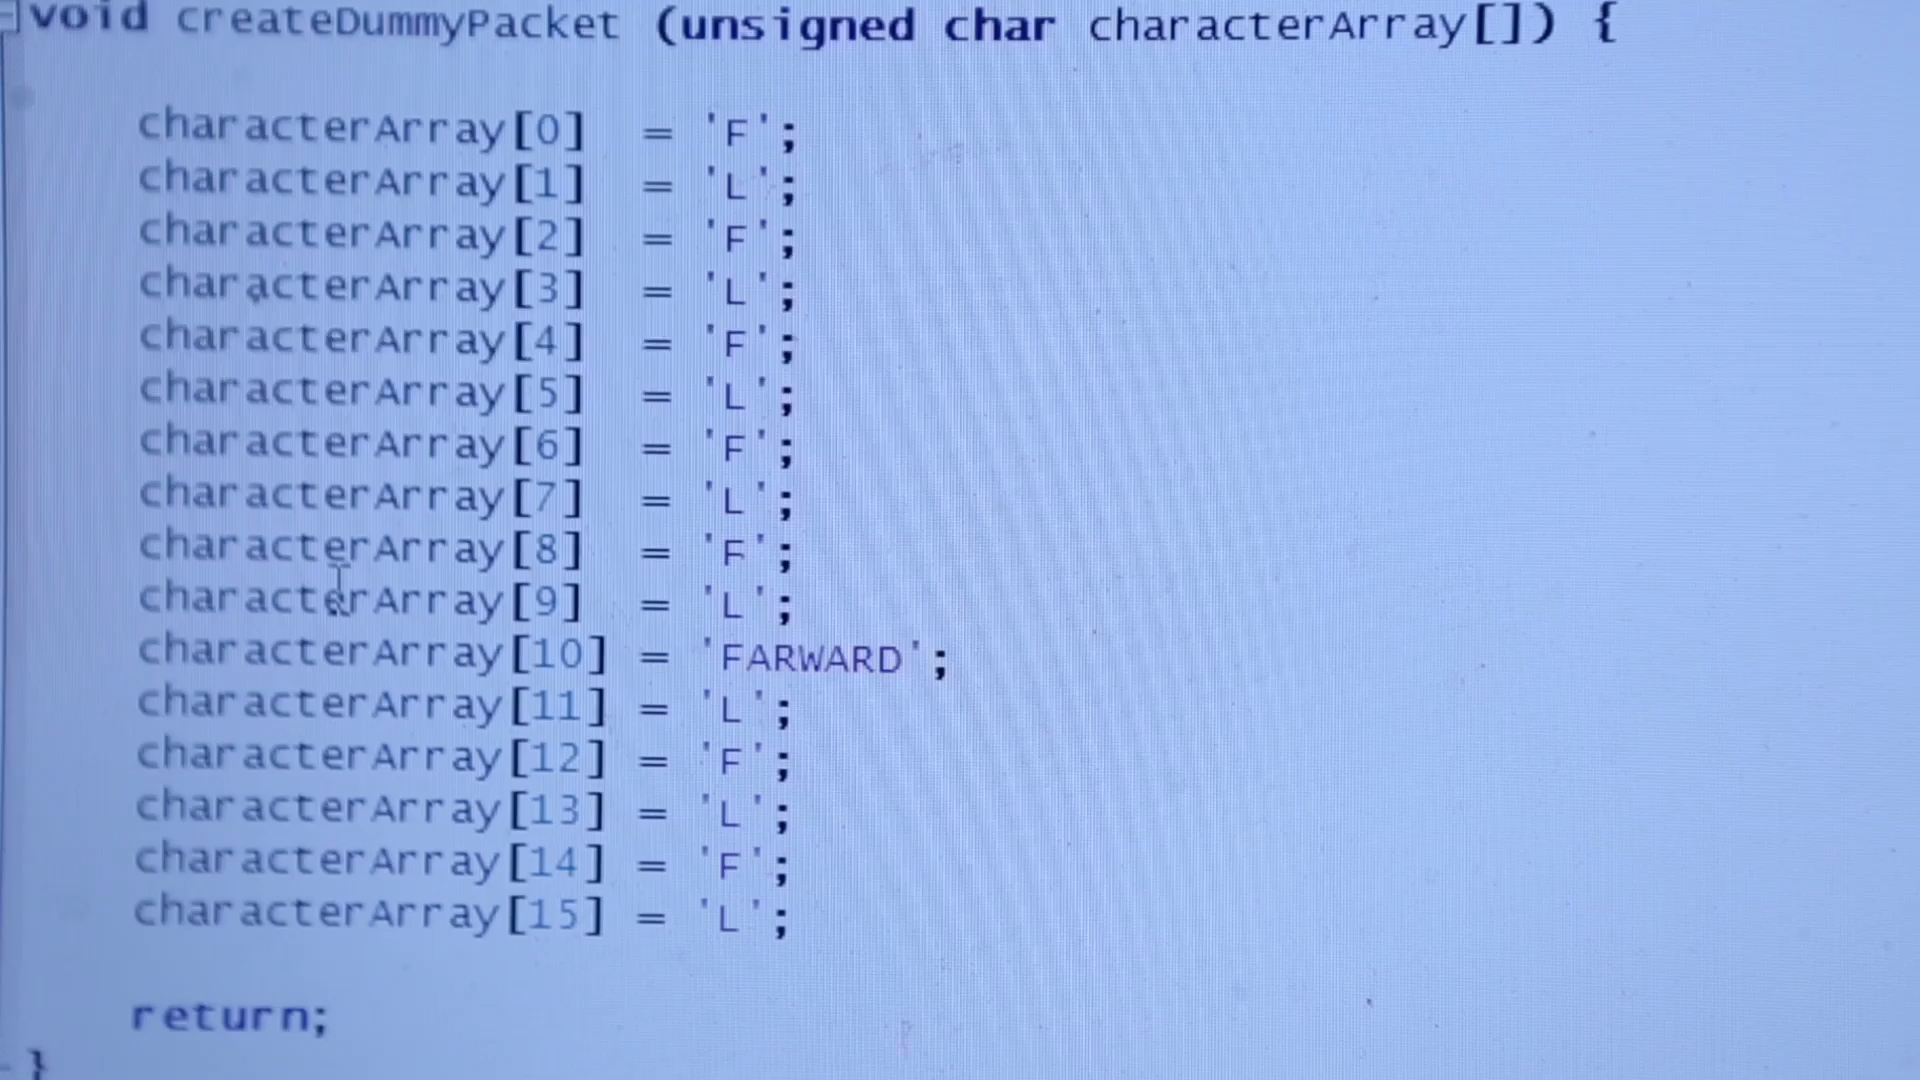 void createDummyPacket (unsigned char characterArray[]) {
characterArray[0] = 'F';
characterArray[1] = 'L';
characterArray[2] = 'F';
characterArray[3] = 'L';
characterArray[4] = 'F';
characterArray[5] = 'L';
characterArray[6] = 'F';
characterArray[7] = 'L';
characterArray[8] = 'F';
characterArray[9] = 'L';
characterArray[10] = 'FARWARD';
characterArray[11] = 'L';
characterArray[12] = 'F';
characterArray[13] = 'L';
characterArray[14] = 'F';
characterArray[15] = 'L';
return;
}